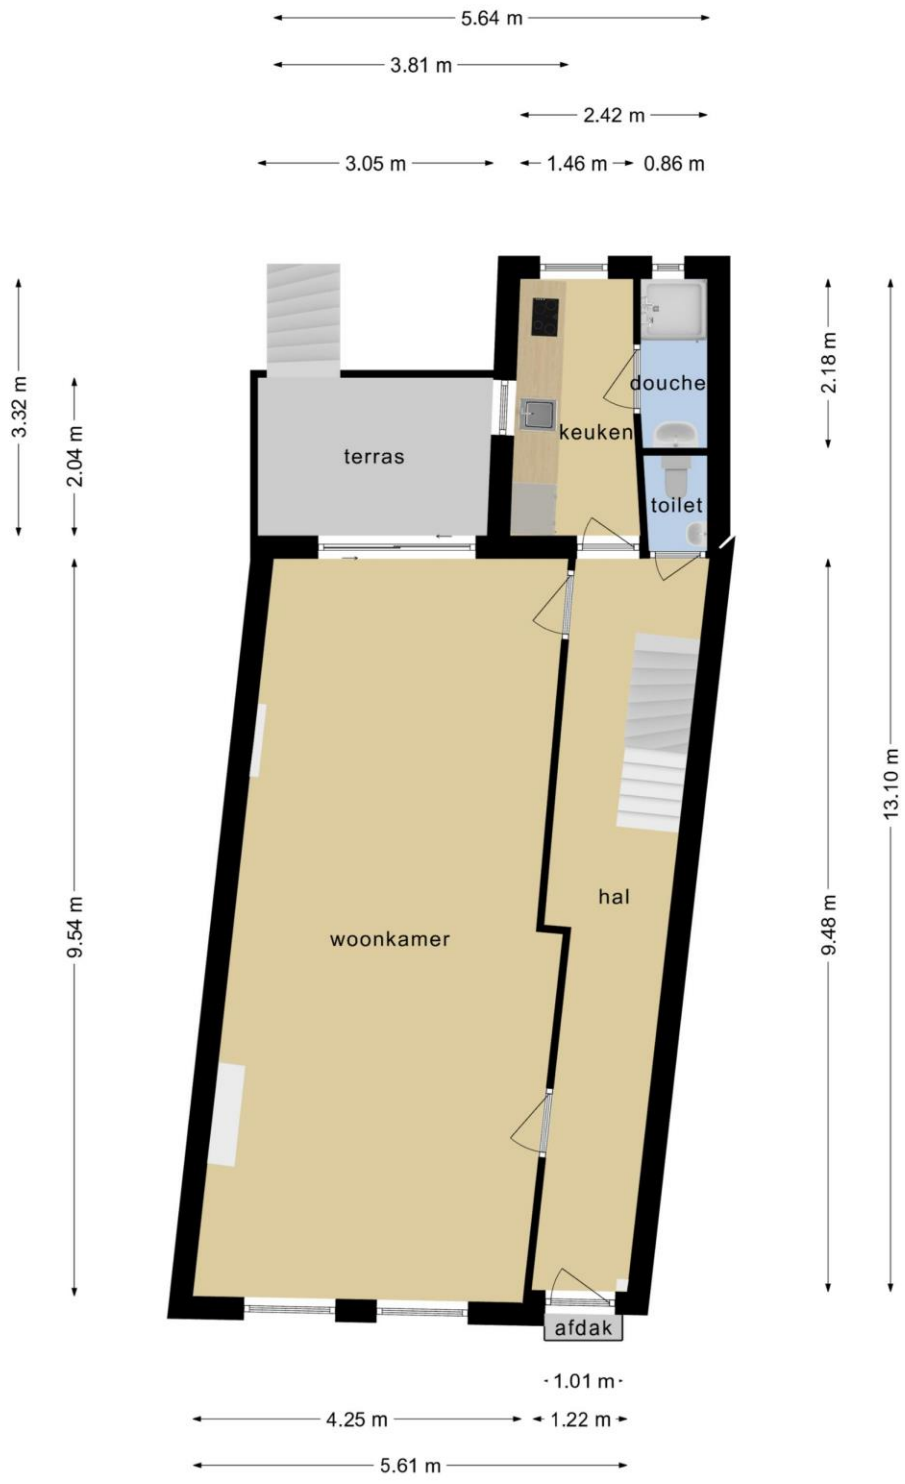 5.64 m
3.81 m
2.42 m
3.05 m
1.46 m
0.86 m
3.32 m
2.04 m
2.18 m
douche
keuken
terras
toilet
13.10 m
hal
woonkamer
9.54 m
9.48 m
afdak
1.01 m
4.25 m
1.22 m
5.61 m